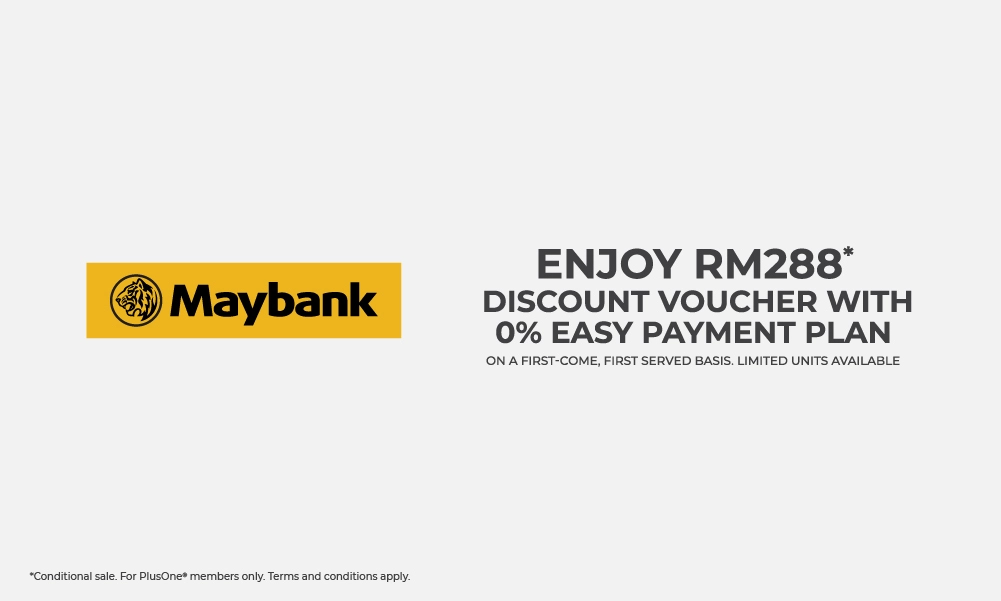 Maybank
ENJOY RM288*
DISCOUNT VOUCHER WITH
0% EASY PAYMENT PLAN
ON A FIRST-COME, FIRST SERVED BASIS. LIMITED UNITS AVAILABLE
*Conditional sale. For PlusOne® members only. Terms and conditions apply.